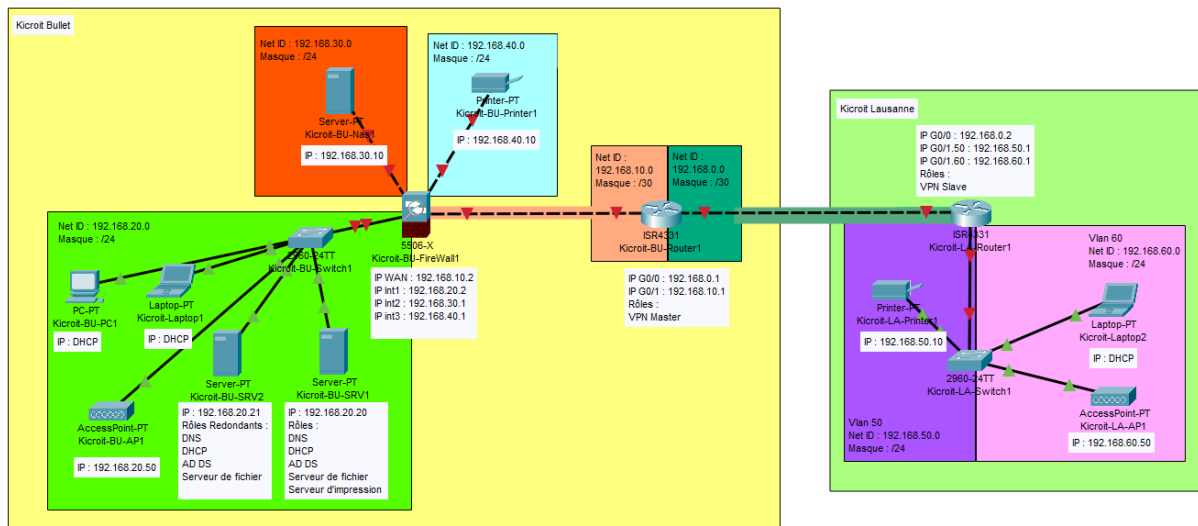 Kicroit Bullet
Net ID : 192.168.30.0
Masque : /24
Server-PT
Kicroit-BU-Nas1
IP : 192.168.30.10
Net ID : 192.168.40.0
Masque : /24
Printer-PT
Kicroit-BU-Printer1
IP : 192.168.40.10
Net ID :
192.168.10.0
Masque : /30
Net ID :
192.168.0.0
Masque : /30
ISR4331
Kicroit-BU-Router1
IP G0/0 : 192.168.0.1
IP G0/1 : 192.168.10.1
Rôles :
VPN Master
5506-X
Kicroit-BU-FireWall1
IP WAN : 192.168.10.2
IP Int1 : 192.168.20.2
IP Int2 : 192.168.30.1
IP int3 : 192.168.40.1
Net ID : 192.168.20.0
Masque : /24
2960-24TT
Kicroit-BU-Switch1
PC-PT
Kicroit-BU-PC1
IP : DHCP
Laptop-PT
Kicroit-Laptop1
IP : DHCP
Server-PT
Kicroit-BU-SRV2
IP : 192.168.20.21
Rôles Redondants :
DNS
DHCP
AD DS
Serveur de fichier
Server-PT
Kicroit-BU-SRV1
IP : 192.168.20.20
Rôles :
DNS
DHCP
AD DS
Serveur de fichier
Serveur d'impression
AccessPoint-PT
Kicroit-BU-AP1
IP : 192.168.20.50
Kicroit Lausanne
IP G0/0 : 192.168.0.2
IP G0/1.50 : 192.168.50.1
IP G0/1.60 : 192.168.60.1
Rôles :
VPN Slave
ISR4331
Kicroit-LA-Router1
Vlan 60
Net ID : 192.168.60.0
Masque : /24
Printer-PT
Kicroit-LA-Printer1
IP : 192.168.50.10
Laptop-PT
Kicroit-Laptop2
IP : DHCP
2960-24TT
Kicroit-LA-Switch1
AccessPoint-PT
Kicroit-LA-AP1
IP : 192.168.60.50
Vlan 50
Net ID : 192.168.50.0
Masque : /24